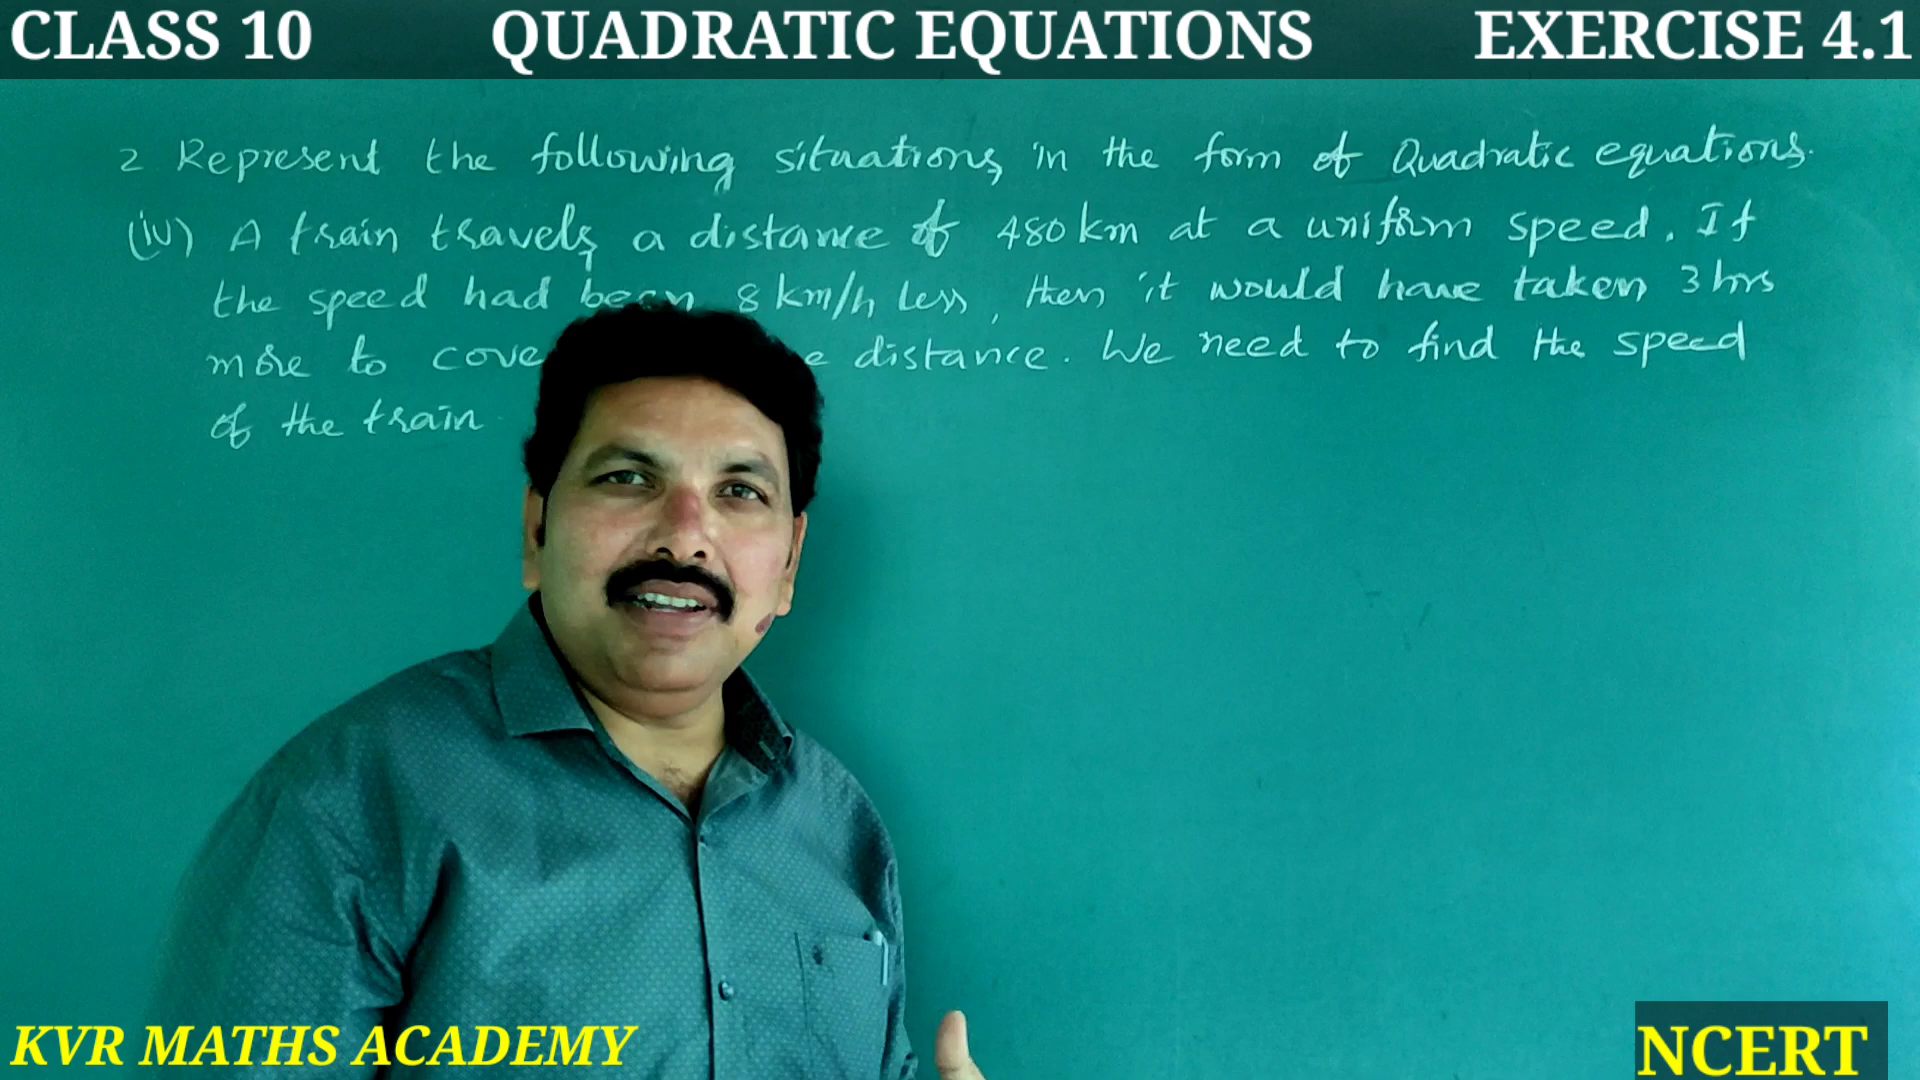 CLASS 10 QUADRATIC EQUATIONS EXERCISE 4.1
2 Represent the following situations in the form of Quadratic equations.
(iv) A train travels a distance of 480 km at a uniform speed. If
the speed had been 8 km/h less, then it would have taken 3 hrs
more to cove distance. We need to find the speed
of the train.
KVR MATHS ACADEMY
NCERT